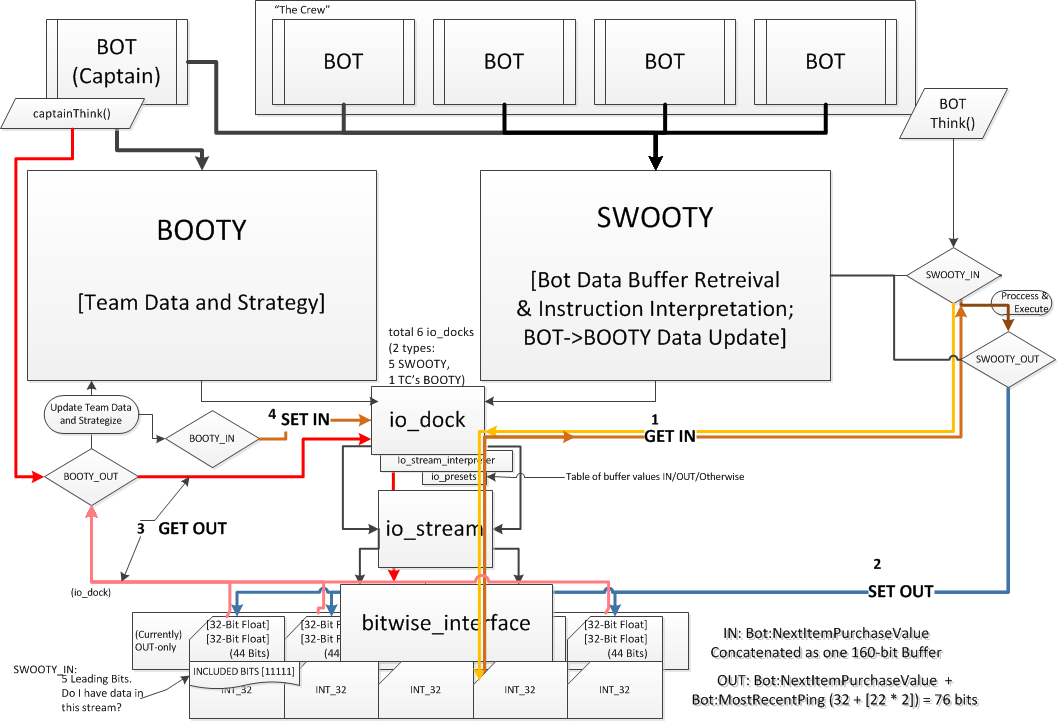 "The Crew"
BOT
(Captain)
BOT
BOT
BOT
BOT
captainThink()
BOT
Think()
BOOTY
[Team Data and Strategy]
SWOOTY
[Bot Data Buffer Retreival
& Instruction Interpretation;
BOT->BOOTY Data Update]
SWOOTY_IN
Proccess &
Execute
SWOOTY_OUT
total 6 io_docks
(2 types:
5 SWOOTY,
1 TC's BOOTY)
Update Team Data
and Strategize
BOOTY_IN
4 SET IN
io_dock
1
GET IN
BOOTY_OUT
Io_stream_interpreter
io_presets
Table of buffer values IN/OUT/Otherwise
3 GET OUT
io_stream
2
SET OUT
(io_dock)
(Currently)
OUT-only
[32-Bit Float]
[32-Bit Float]
(44 Bits)
[32-Bit F
[32-Bit F
(44
bitwise_interface
[32-Bit Float]
[32-Bit Float]
(44 Bits)
SWOOTY_IN:
5 Leading Bits.
Do I have data in
this stream?
INCLUDED BITS [11111]
INT_32
INT_32
INT_32
INT_32
INT_32
IN: Bot:NextItemPurchaseValue
Concatenated as one 160-bit Buffer
OUT: Bot:NextItemPurchaseValue +
Bot:MostRecentPing (32 + [22 * 2]) = 76 bits